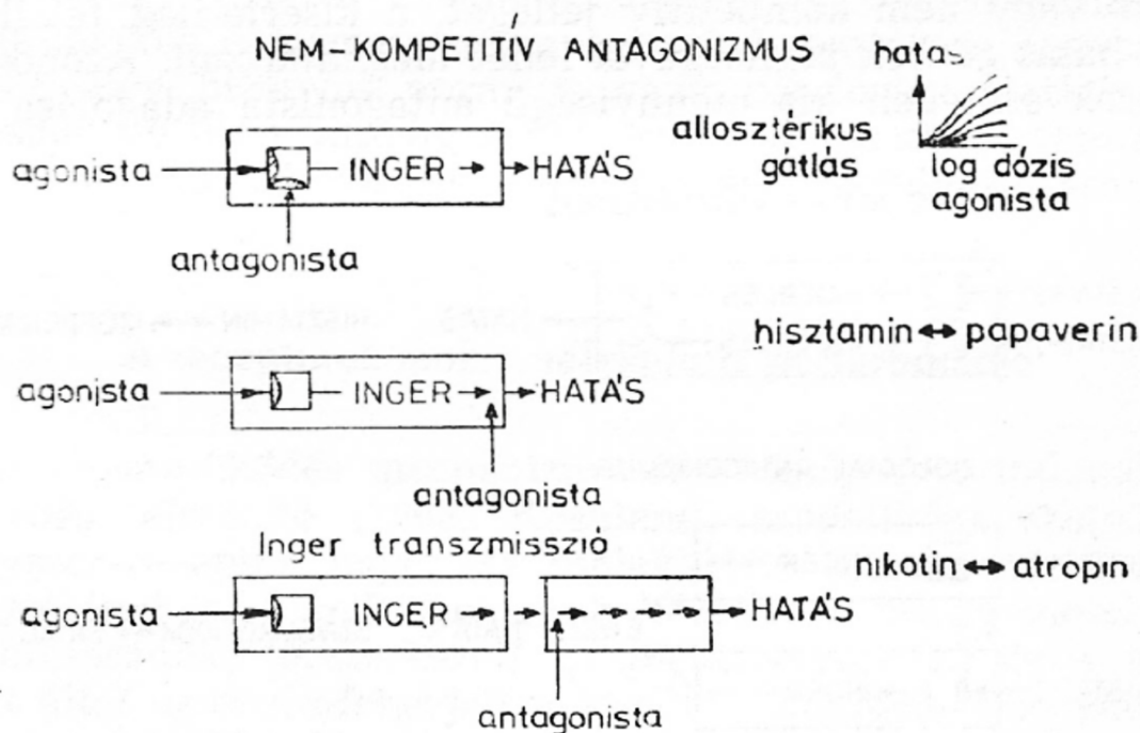 NEM-KOMPETITÍV ANTAGONIZMUS
hatás
allosztérikus
gátlás
log dózis
agonista
agonista
INGER
HATÁS
antagonista
hisztamin ↔ papaverin
agonista
INGER
HATÁS
antagonista
Inger transzmisszió
nikotin ↔ atropin
agonista
INGER
HATÁS
antagonista